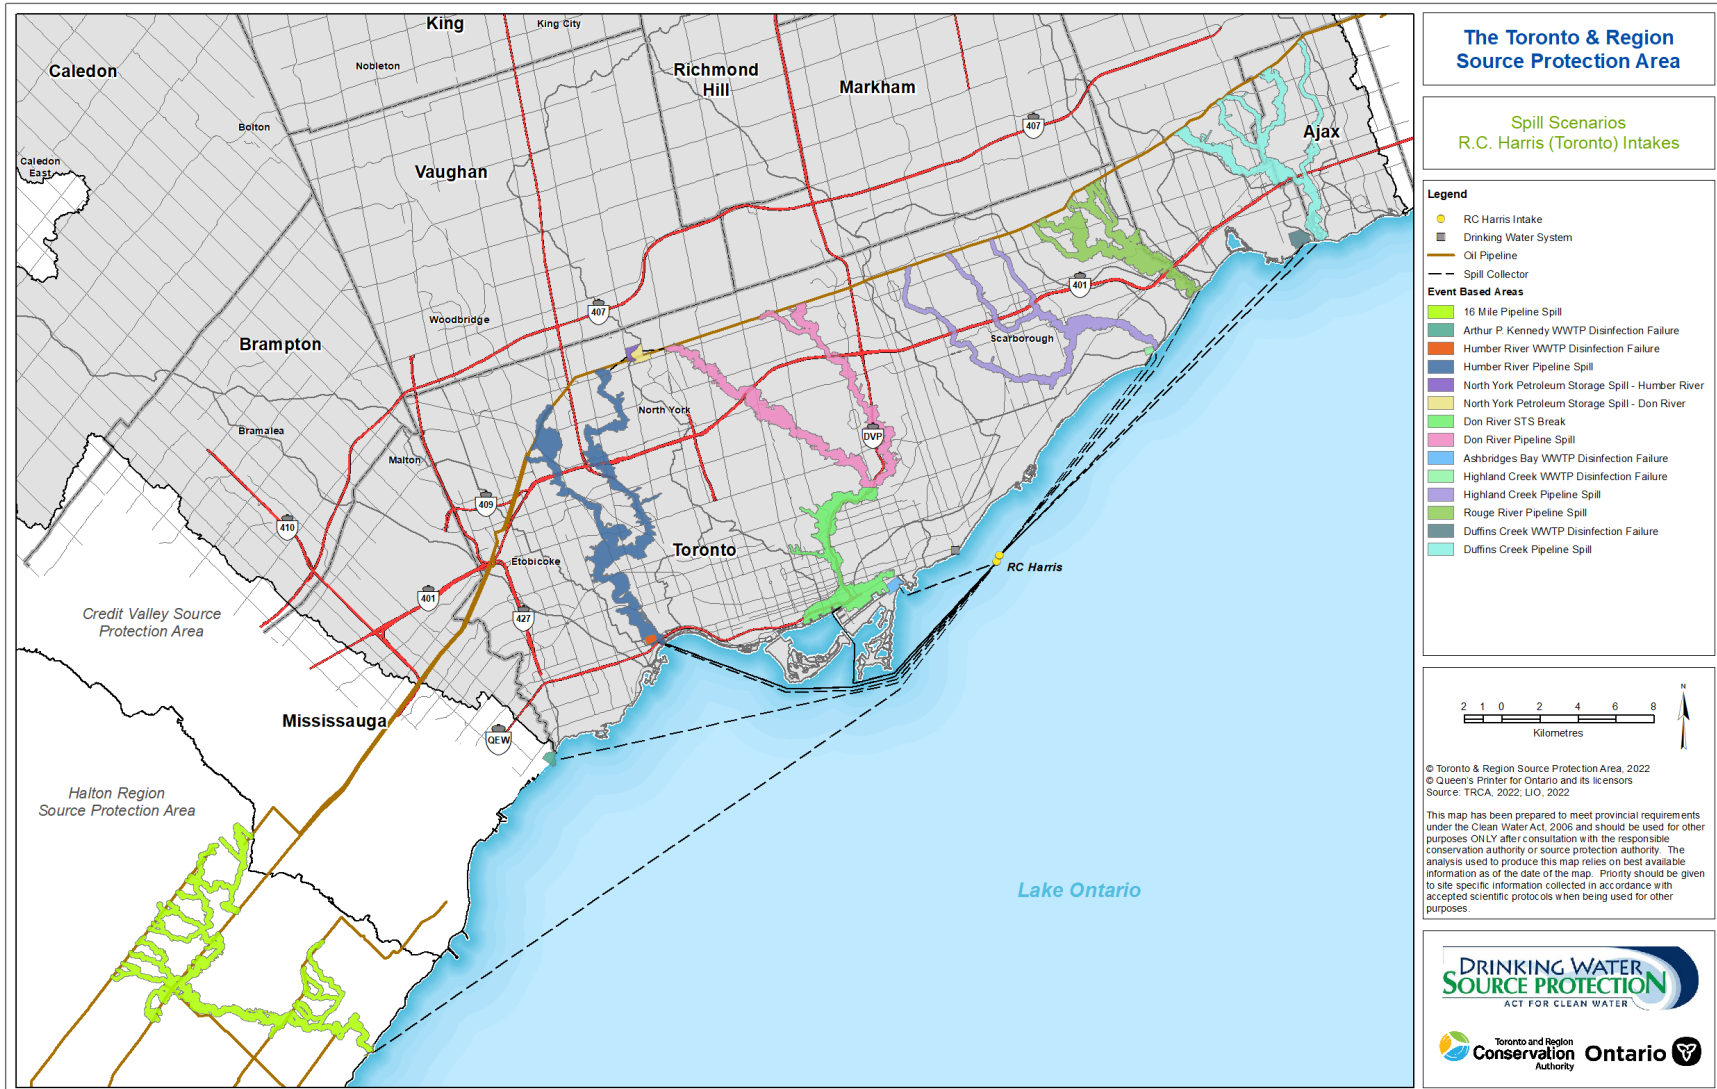 King
King City
Caledon
Nobleton
Richmond
Hill
Markham
Bolton
407
Ajax
Caledon
East
Vaughan
401
407
Woodbridge
Scarborough
Brampton
North York
DVP
Bramalea
Malton
409
410
Toronto
Etobicoke
RC Harris
401
427
Credit Valley Source
Protection Area
Mississauga
QEW
Halton Region
Source Protection Area
Lake Ontario
The Toronto & Region
Source Protection Area
Spill Scenarios
R.C. Harris (Toronto) Intakes
Legend
RC Harris Intake
Drinking Water System
Oil Pipeline
Spill Collector
Event Based Areas
16 Mile Pipeline Spill
Arthur P. Kennedy WWTP Disinfection Failure
Humber River WWTP Disinfection Failure
Humber River Pipeline Spill
North York Petroleum Storage Spill - Humber River
North York Petroleum Storage Spill - Don River
Don River STS Break
Don River Pipeline Spill
Ashbridges Bay WWTP Disinfection Failure
Highland Creek WWTP Disinfection Failure
Highland Creek Pipeline Spill
Rouge River Pipeline Spill
Duffins Creek WWTP Disinfection Failure
Duffins Creek Pipeline Spill
N
2 1 0 2 4 6 8
Kilometres
© Toronto & Region Source Protection Area, 2022
© Queen's Printer for Ontario and its licensors
Source: TRCA, 2022; LIO, 2022
This map has been prepared to meet provincial requirements
under the Clean Water Act, 2006 and should be used for other
purposes ONLY after consultation with the responsible
conservation authority or source protection authority. The
analysis used to produce this map relies on best available
information as of the date of the map. Priority should be given
to site specific information collected in accordance with
accepted scientific protocols when being used for other
purposes.
DRINKING WATER
SOURCE PROTECTION
ACT FOR CLEAN WATER
Toronto and Region
Conservation
Authority
Ontario